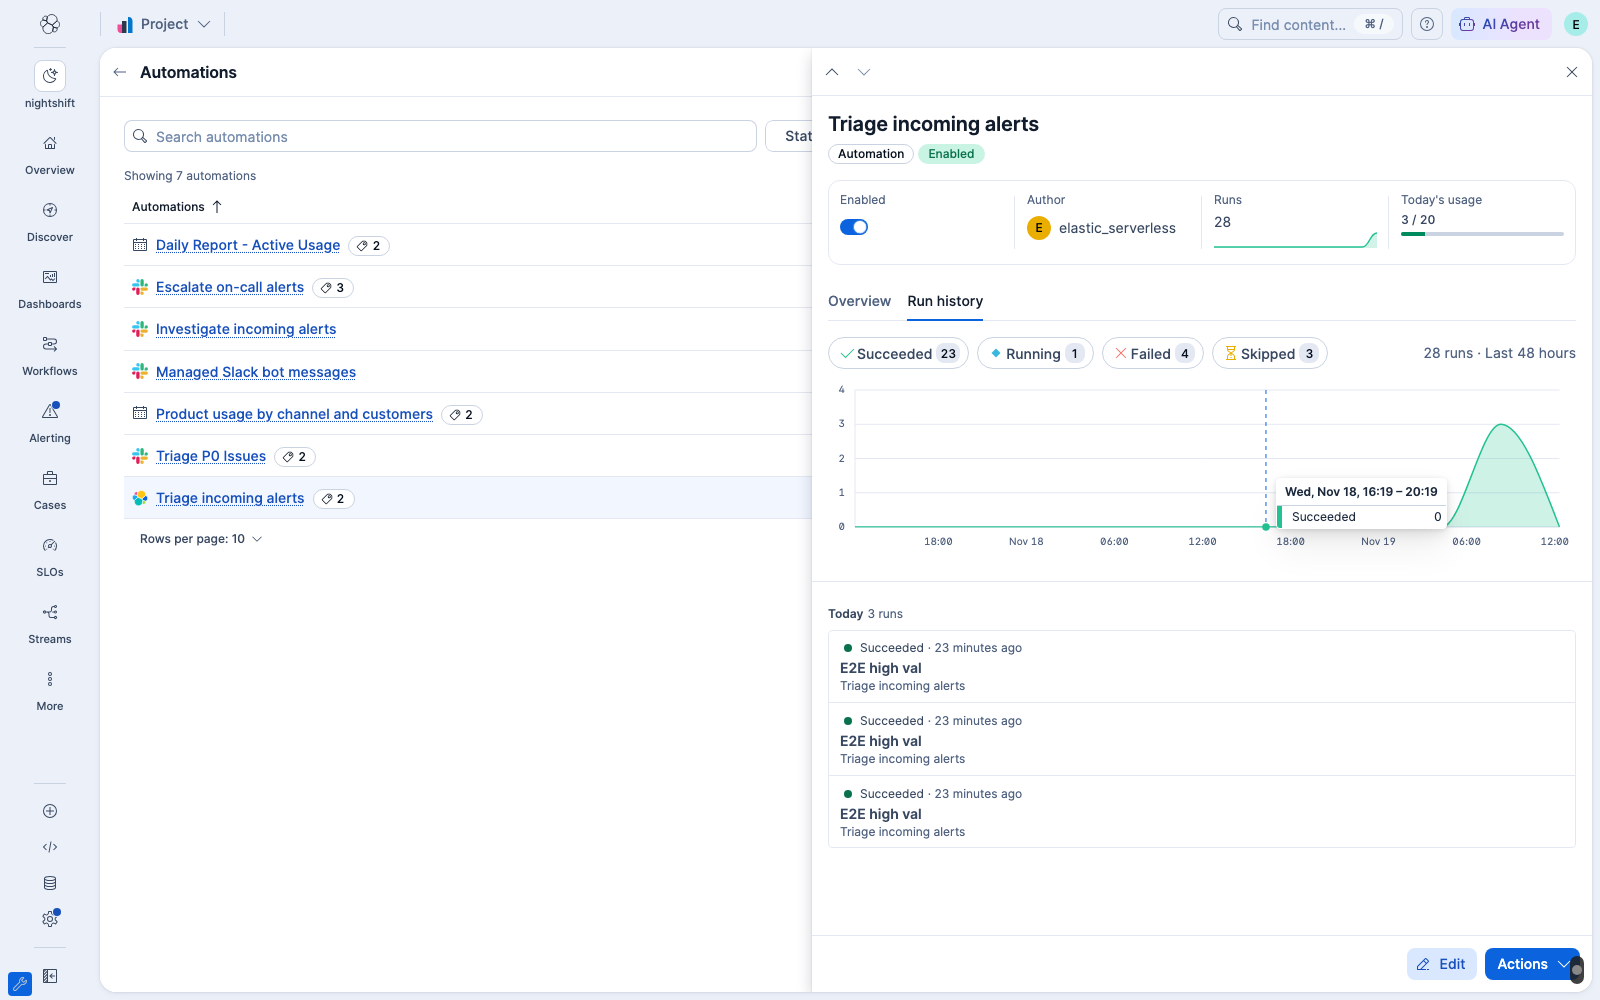 Project
Find content...
⌘ /
AI Agent
E
nightshift
Overview
Discover
Dashboards
Workflows
Alerting
Cases
SLOs
Streams
More
Automations
Search automations
Stat
Showing 7 automations
Automations
Daily Report - Active Usage 2
Escalate on-call alerts 3
Investigate incoming alerts
Managed Slack bot messages
Product usage by channel and customers 2
Triage P0 Issues 2
Triage incoming alerts 2
Rows per page: 10
Triage incoming alerts
Automation Enabled
Enabled
Author
E elastic_serverless
Runs
28
Today's usage
3 / 20
Overview Run history
Succeeded 23 Running 1 Failed 4 Skipped 3 28 runs · Last 48 hours
4
3
2
1
0
Wed, Nov 18, 16:19 – 20:19
Succeeded 0
18:00 Nov 18 06:00 12:00 18:00 Nov 19 06:00 12:00
Today 3 runs
Succeeded · 23 minutes ago
E2E high val
Triage incoming alerts
Succeeded · 23 minutes ago
E2E high val
Triage incoming alerts
Succeeded · 23 minutes ago
E2E high val
Triage incoming alerts
Edit Actions